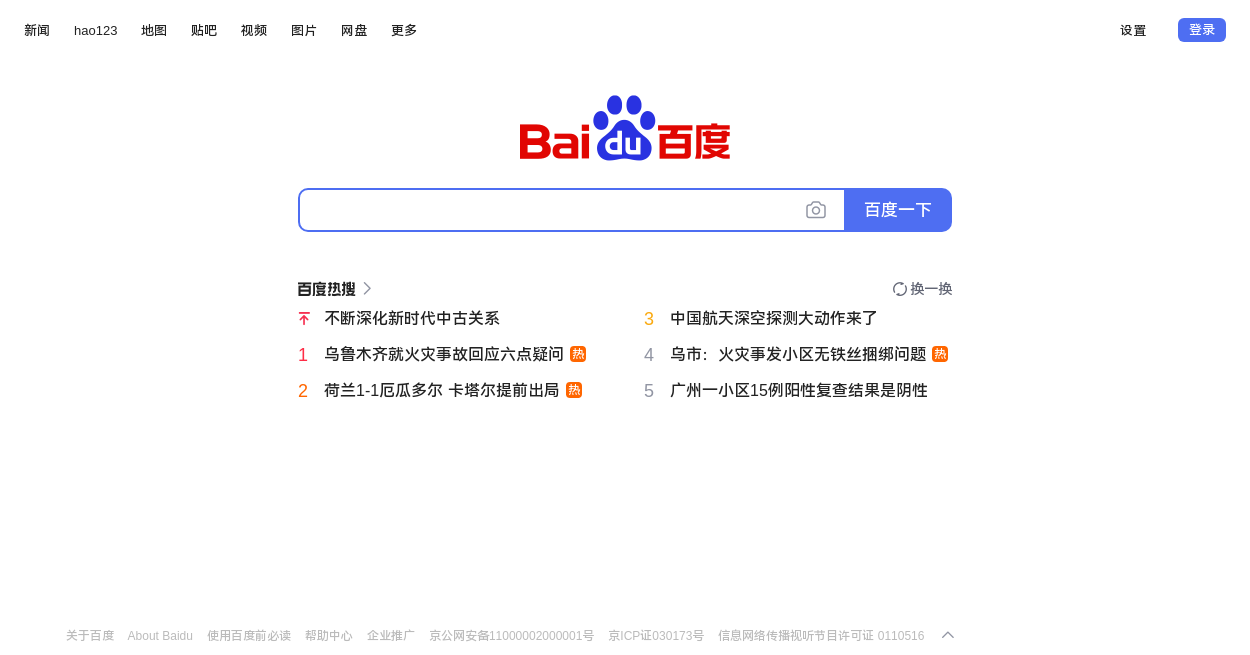 新闻 hao123 地图 贴吧 视频 图片 网盘 更多 设置 登录
Bai du 百度
百度一下
百度热搜 换一换
不断深化新时代中古关系
3 中国航天深空探测大动作来了
1 乌鲁木齐就火灾事故回应六点疑问 热
4 乌市：火灾事发小区无铁丝捆绑问题 热
2 荷兰1-1厄瓜多尔 卡塔尔提前出局 热
5 广州一小区15例阳性复查结果是阴性
关于百度 About Baidu 使用百度前必读 帮助中心 企业推广 京公网安备11000002000001号 京ICP证030173号 信息网络传播视听节目许可证 0110516